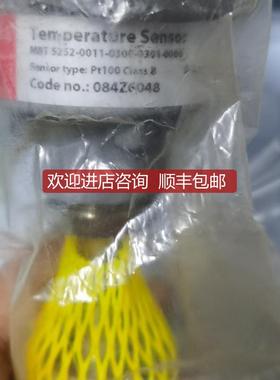 Temperature Sensor
MBT 5252-0011-0300-0301-0000
Sensor type: Pt100 Class B
Code no.: 084Z6048
欢迎进店咨询 顺丰包邮